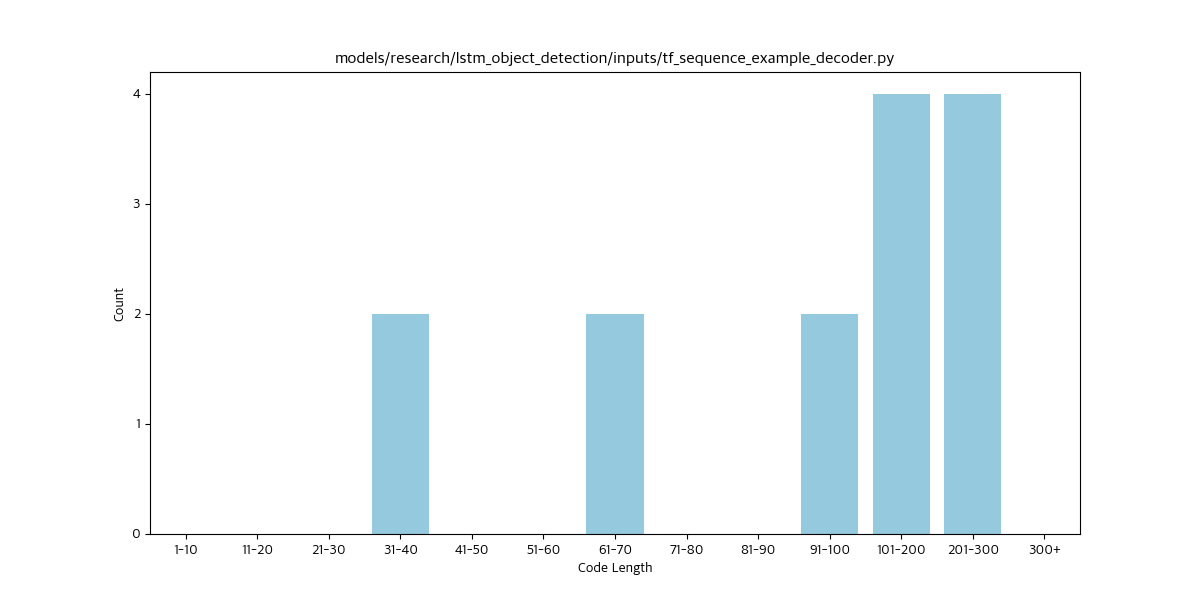 models/research/lstm_object_detection/inputs/tf_sequence_example_decoder.py
4
3
2
1
0
Count
1-10 11-20 21-30 31-40 41-50 51-60 61-70 71-80 81-90 91-100 101-200 201-300 300+
Code Length